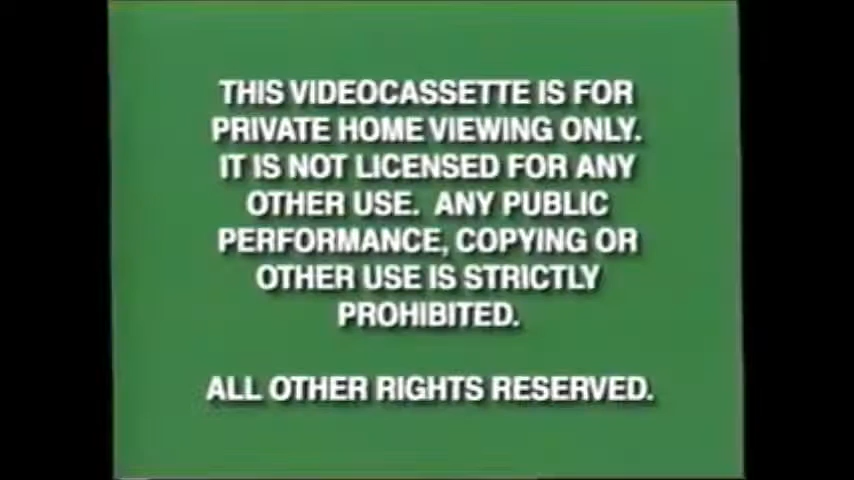 THIS VIDEOCASSETTE IS FOR
PRIVATE HOME VIEWING ONLY.
IT IS NOT LICENSED FOR ANY
OTHER USE. ANY PUBLIC
PERFORMANCE, COPYING OR
OTHER USE IS STRICTLY
PROHIBITED.
ALL OTHER RIGHTS RESERVED.